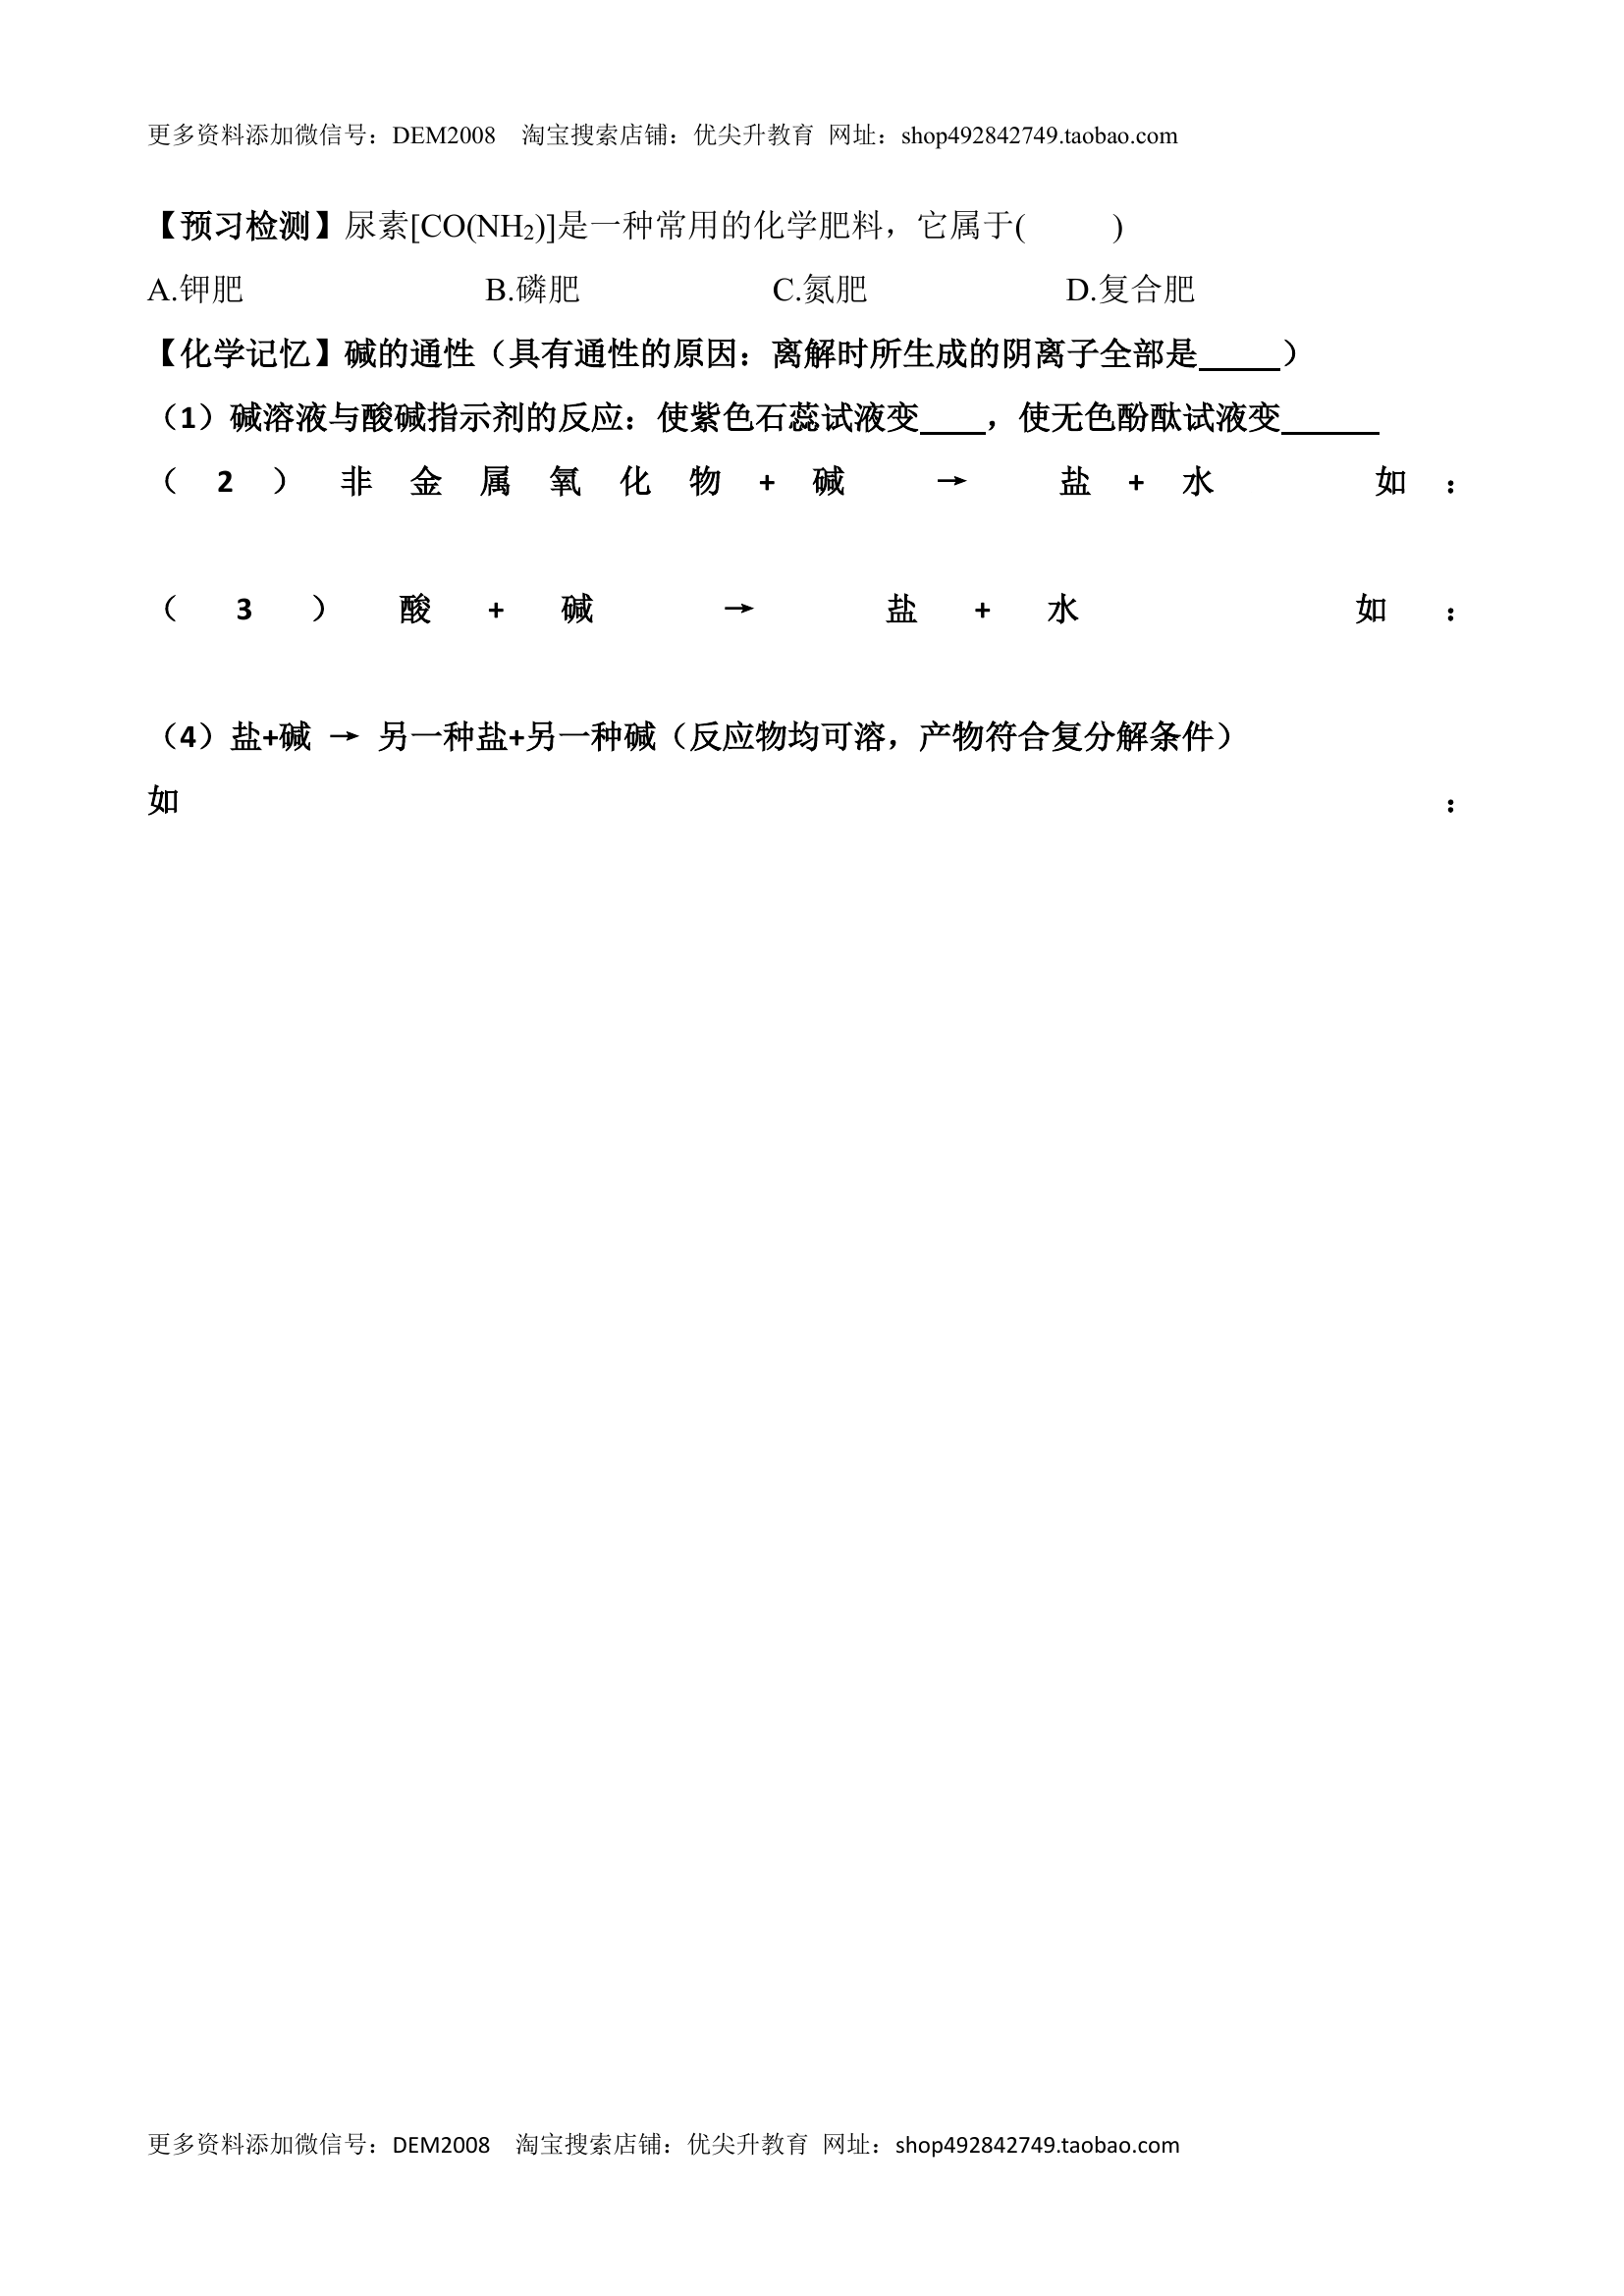 更多资料添加微信号：DEM2008 淘宝搜索店铺：优尖升教育 网址：shop492842749.taobao.com
【预习检测】尿素[CO(NH₂)]是一种常用的化学肥料，它属于( )
A.钾肥 B.磷肥 C.氮肥 D.复合肥
【化学记忆】碱的通性（具有通性的原因：离解时所生成的阴离子全部是_____）
（1）碱溶液与酸碱指示剂的反应：使紫色石蕊试液变____，使无色酚酞试液变______
（2）非金属氧化物+碱 → 盐+水 如：
（3）酸+碱 → 盐+水 如：
（4）盐+碱 → 另一种盐+另一种碱（反应物均可溶，产物符合复分解条件）
如：
更多资料添加微信号：DEM2008 淘宝搜索店铺：优尖升教育 网址：shop492842749.taobao.com